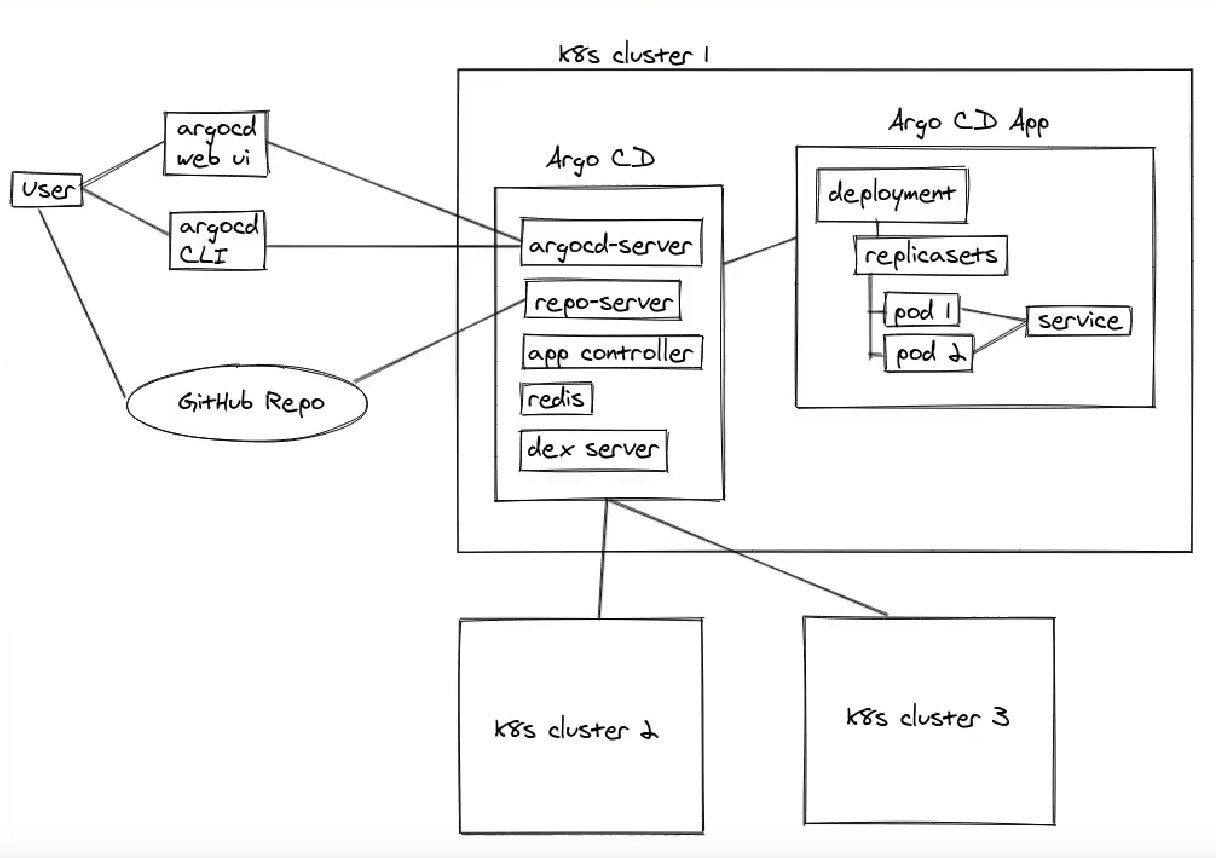 K8s cluster 1
Argo CD App
argocd
web ui
Argo CD
user
deployment
argocd
CLI
argocd-server
replicasets
repo-server
pod 1
service
app controller
pod 2
GitHub Repo
redis
dex server
K8s cluster 2
K8s cluster 3